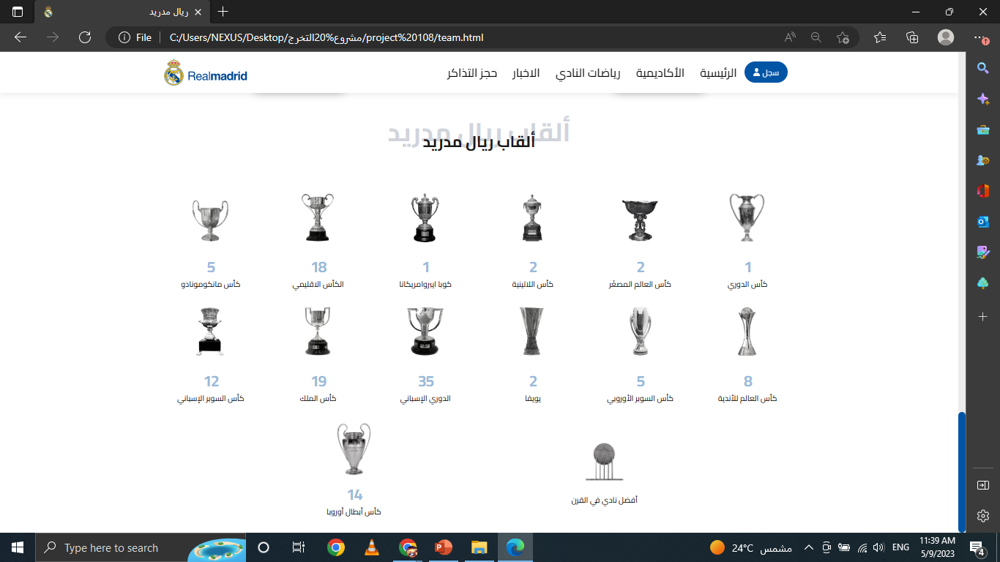 ريال مدريد
File
C:/Users/NEXUS/Desktop/مشروع%20التخرج/project%20108/team.html
سجل
الرئيسية
الأكاديمية
رياضات النادي
الاخبار
حجز التذاكر
Realmadrid
ألقاب ريال مدريد
ألقاب ريال مدريد
1
2
2
1
18
5
كأس الدوري
كأس العالم المصغّر
كأس اللاتينية
كوبا ايبروامريكانا
الكأس الاقليمي
كأس مانكومونادو
8
5
2
35
19
12
كأس العالم للأندية
كأس السوبر الأوروبي
يويفا
الدوري الإسباني
كأس الملك
كأس السوبر الإسباني
أفضل نادي في القرن
14
كأس أبطال أوروبا
Type here to search
24°C مشمس
ENG
11:39 AM
5/9/2023
4